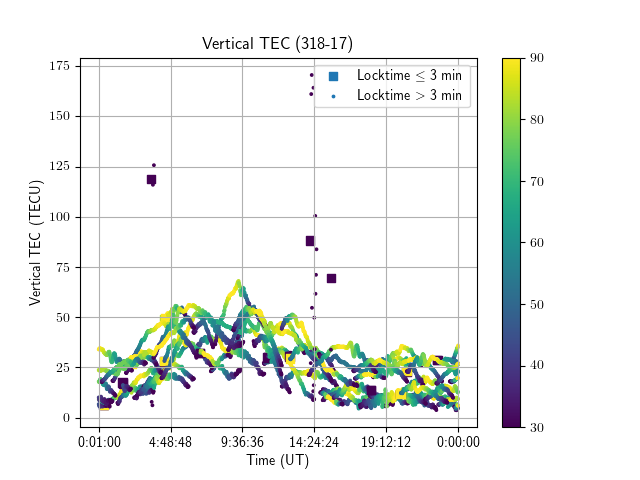 Vertical TEC (318-17)
Locktime ≤ 3 min
Locktime > 3 min
Vertical TEC (TECU)
175
150
125
100
75
50
25
0
0:01:00 4:48:48 9:36:36 14:24:24 19:12:12 0:00:00
Time (UT)
90
80
70
60
50
40
30